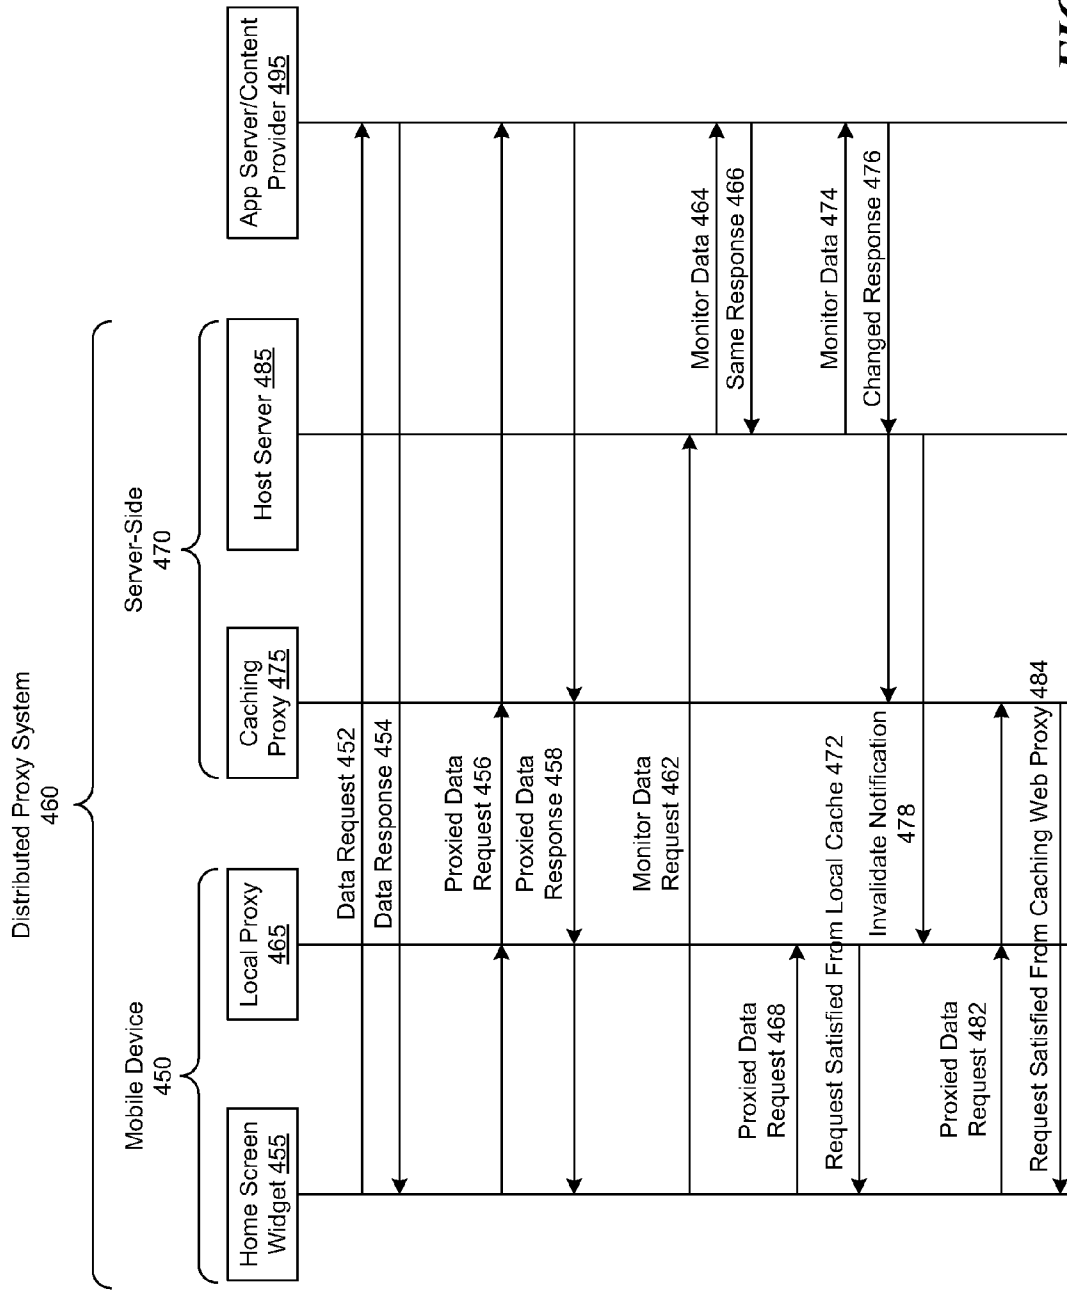 Distributed Proxy System
460
Mobile Device
450
Server-Side
470
Home Screen
Widget 455
Local Proxy
465
Caching
Proxy 475
Host Server 485
App Server/Content
Provider 495
Data Request 452
Data Response 454
Proxied Data
Request 456
Proxied Data
Response 458
Monitor Data
Request 462
Monitor Data 464
Same Response 466
Proxied Data
Request 468
Request Satisfied From Local Cache 472
Monitor Data 474
Changed Response 476
Invalidate Notification
478
Proxied Data
Request 482
Request Satisfied From Caching Web Proxy 484